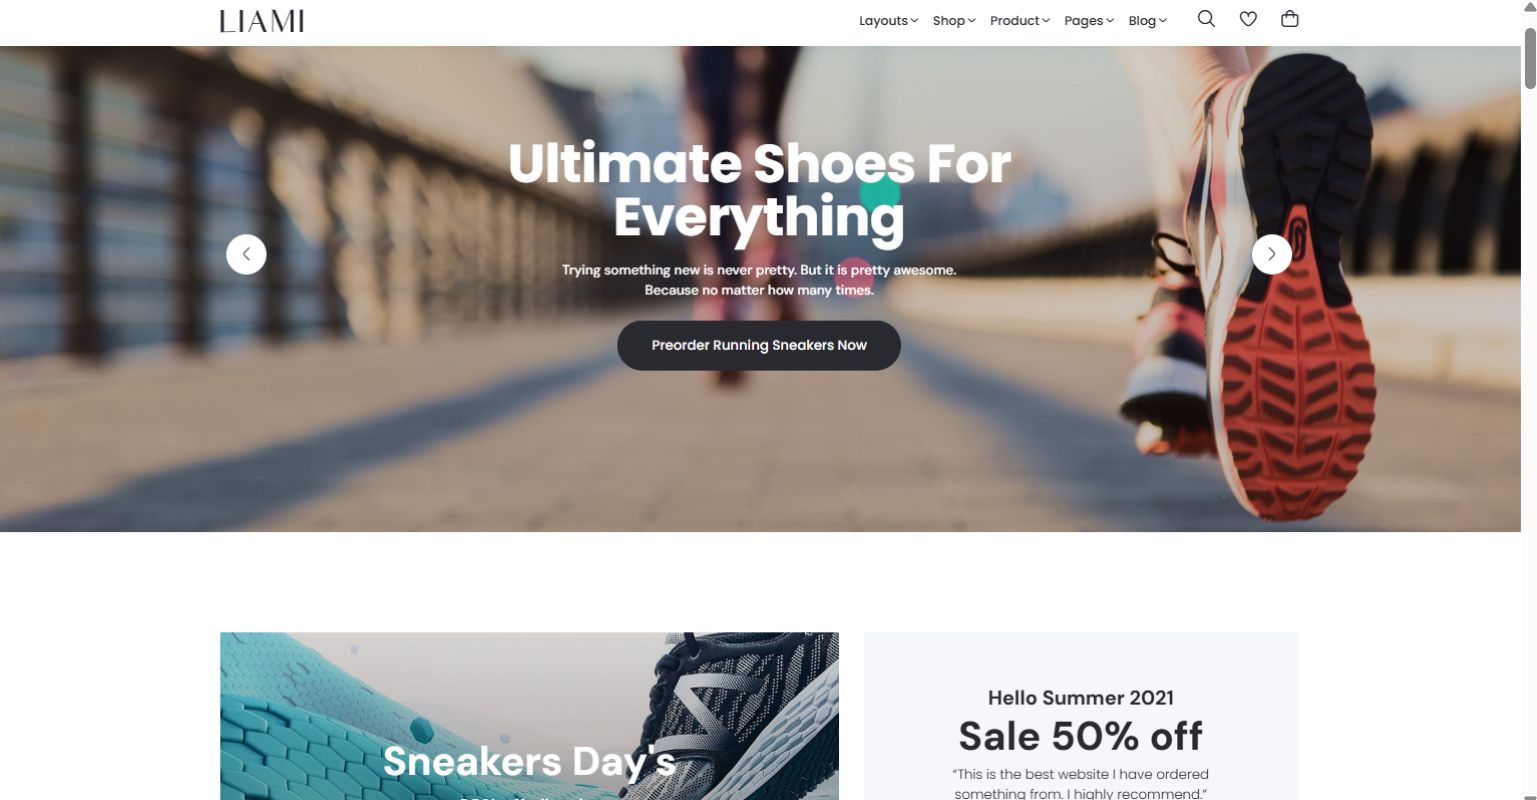 LIAMI
Layouts Shop Product Pages Blog
Ultimate Shoes For
Everything
Trying something new is never pretty. But it is pretty awesome.
Because no matter how many times.
Preorder Running Sneakers Now
Sneakers Day's
Hello Summer 2021
Sale 50% off
“This is the best website I have ordered
something from. I highly recommend.”